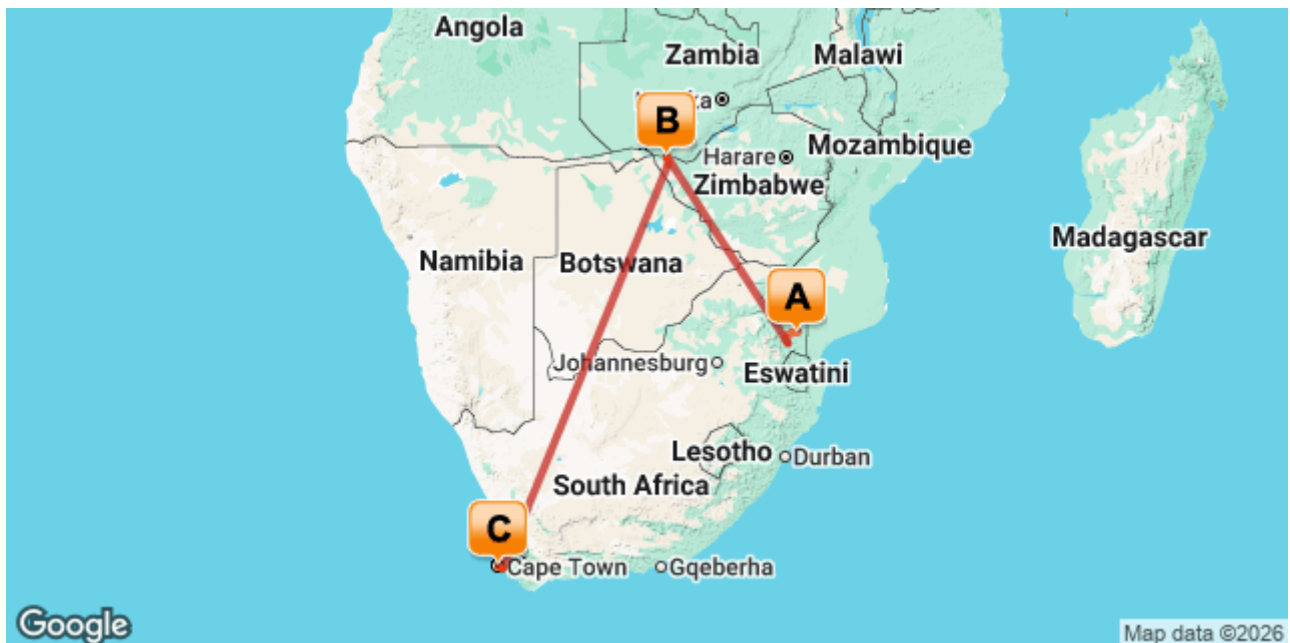 Angola
Zambia
Malawi
B
Harare
Mozambique
Zimbabwe
Madagascar
Namibia
Botswana
A
Johannesburg
Eswatini
Lesotho
Durban
South Africa
C
Cape Town
Gqeberha
Google
Map data ©2026